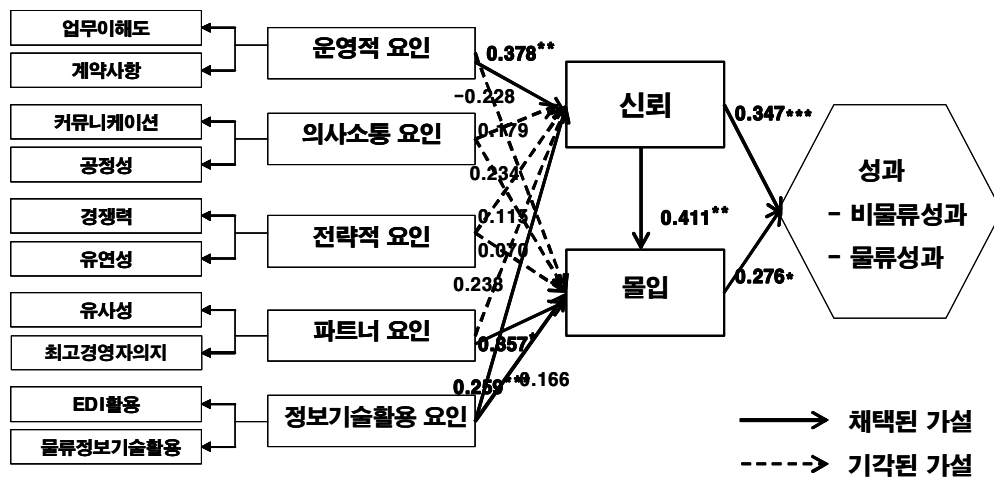 업무이해도
계약사항
운영적 요인
커뮤니케이션
공정성
의사소통 요인
경쟁력
유연성
전략적 요인
유사성
최고경영자의지
파트너 요인
EDI활용
물류정보기술활용
정보기술활용 요인
0.378**
-0.228
0.179
0.234
0.115
0.070
0.238
0.357*
0.259***
0.166
신뢰
0.411**
몰입
0.347***
0.276*
성과
- 비물류성과
- 물류성과
채택된 가설
기각된 가설